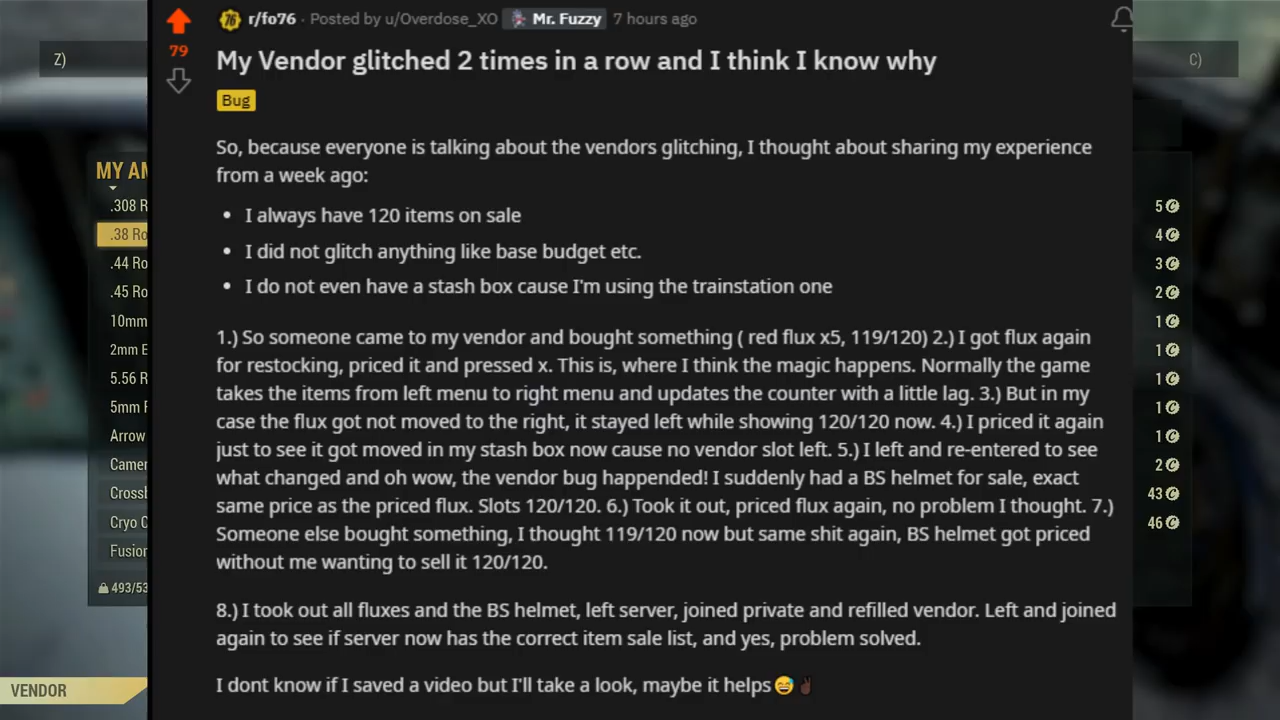 r/fo76 · Posted by u/Overdose_XO Mr. Fuzzy 7 hours ago
79
My Vendor glitched 2 times in a row and I think I know why
Bug
So, because everyone is talking about the vendors glitching, I thought about sharing my experience
from a week ago:
• I always have 120 items on sale
• I did not glitch anything like base budget etc.
• I do not even have a stash box cause I'm using the trainstation one
1.) So someone came to my vendor and bought something ( red flux x5, 119/120) 2.) I got flux again
for restocking, priced it and pressed x. This is, where I think the magic happens. Normally the game
takes the items from left menu to right menu and updates the counter with a little lag. 3.) But in my
case the flux got not moved to the right, it stayed left while showing 120/120 now. 4.) I priced it again
just to see it got moved in my stash box now cause no vendor slot left. 5.) I left and re-entered to see
what changed and oh wow, the vendor bug happended! I suddenly had a BS helmet for sale, exact
same price as the priced flux. Slots 120/120. 6.) Took it out, priced flux again, no problem I thought. 7.)
Someone else bought something, I thought 119/120 now but same shit again, BS helmet got priced
without me wanting to sell it 120/120.
8.) I took out all fluxes and the BS helmet, left server, joined private and refilled vendor. Left and joined
again to see if server now has the correct item sale list, and yes, problem solved.
I dont know if I saved a video but I'll take a look, maybe it helps😅✌🏿
Z)
MY AM
.308 R
.38 Ro
.44 Ro
.45 Ro
10mm
2mm E
5.56 R
5mm R
Arrow
Camer
Crossb
Cryo C
Fusion
493/53
VENDOR
C)
5
4
3
2
1
1
1
1
1
2
43
46